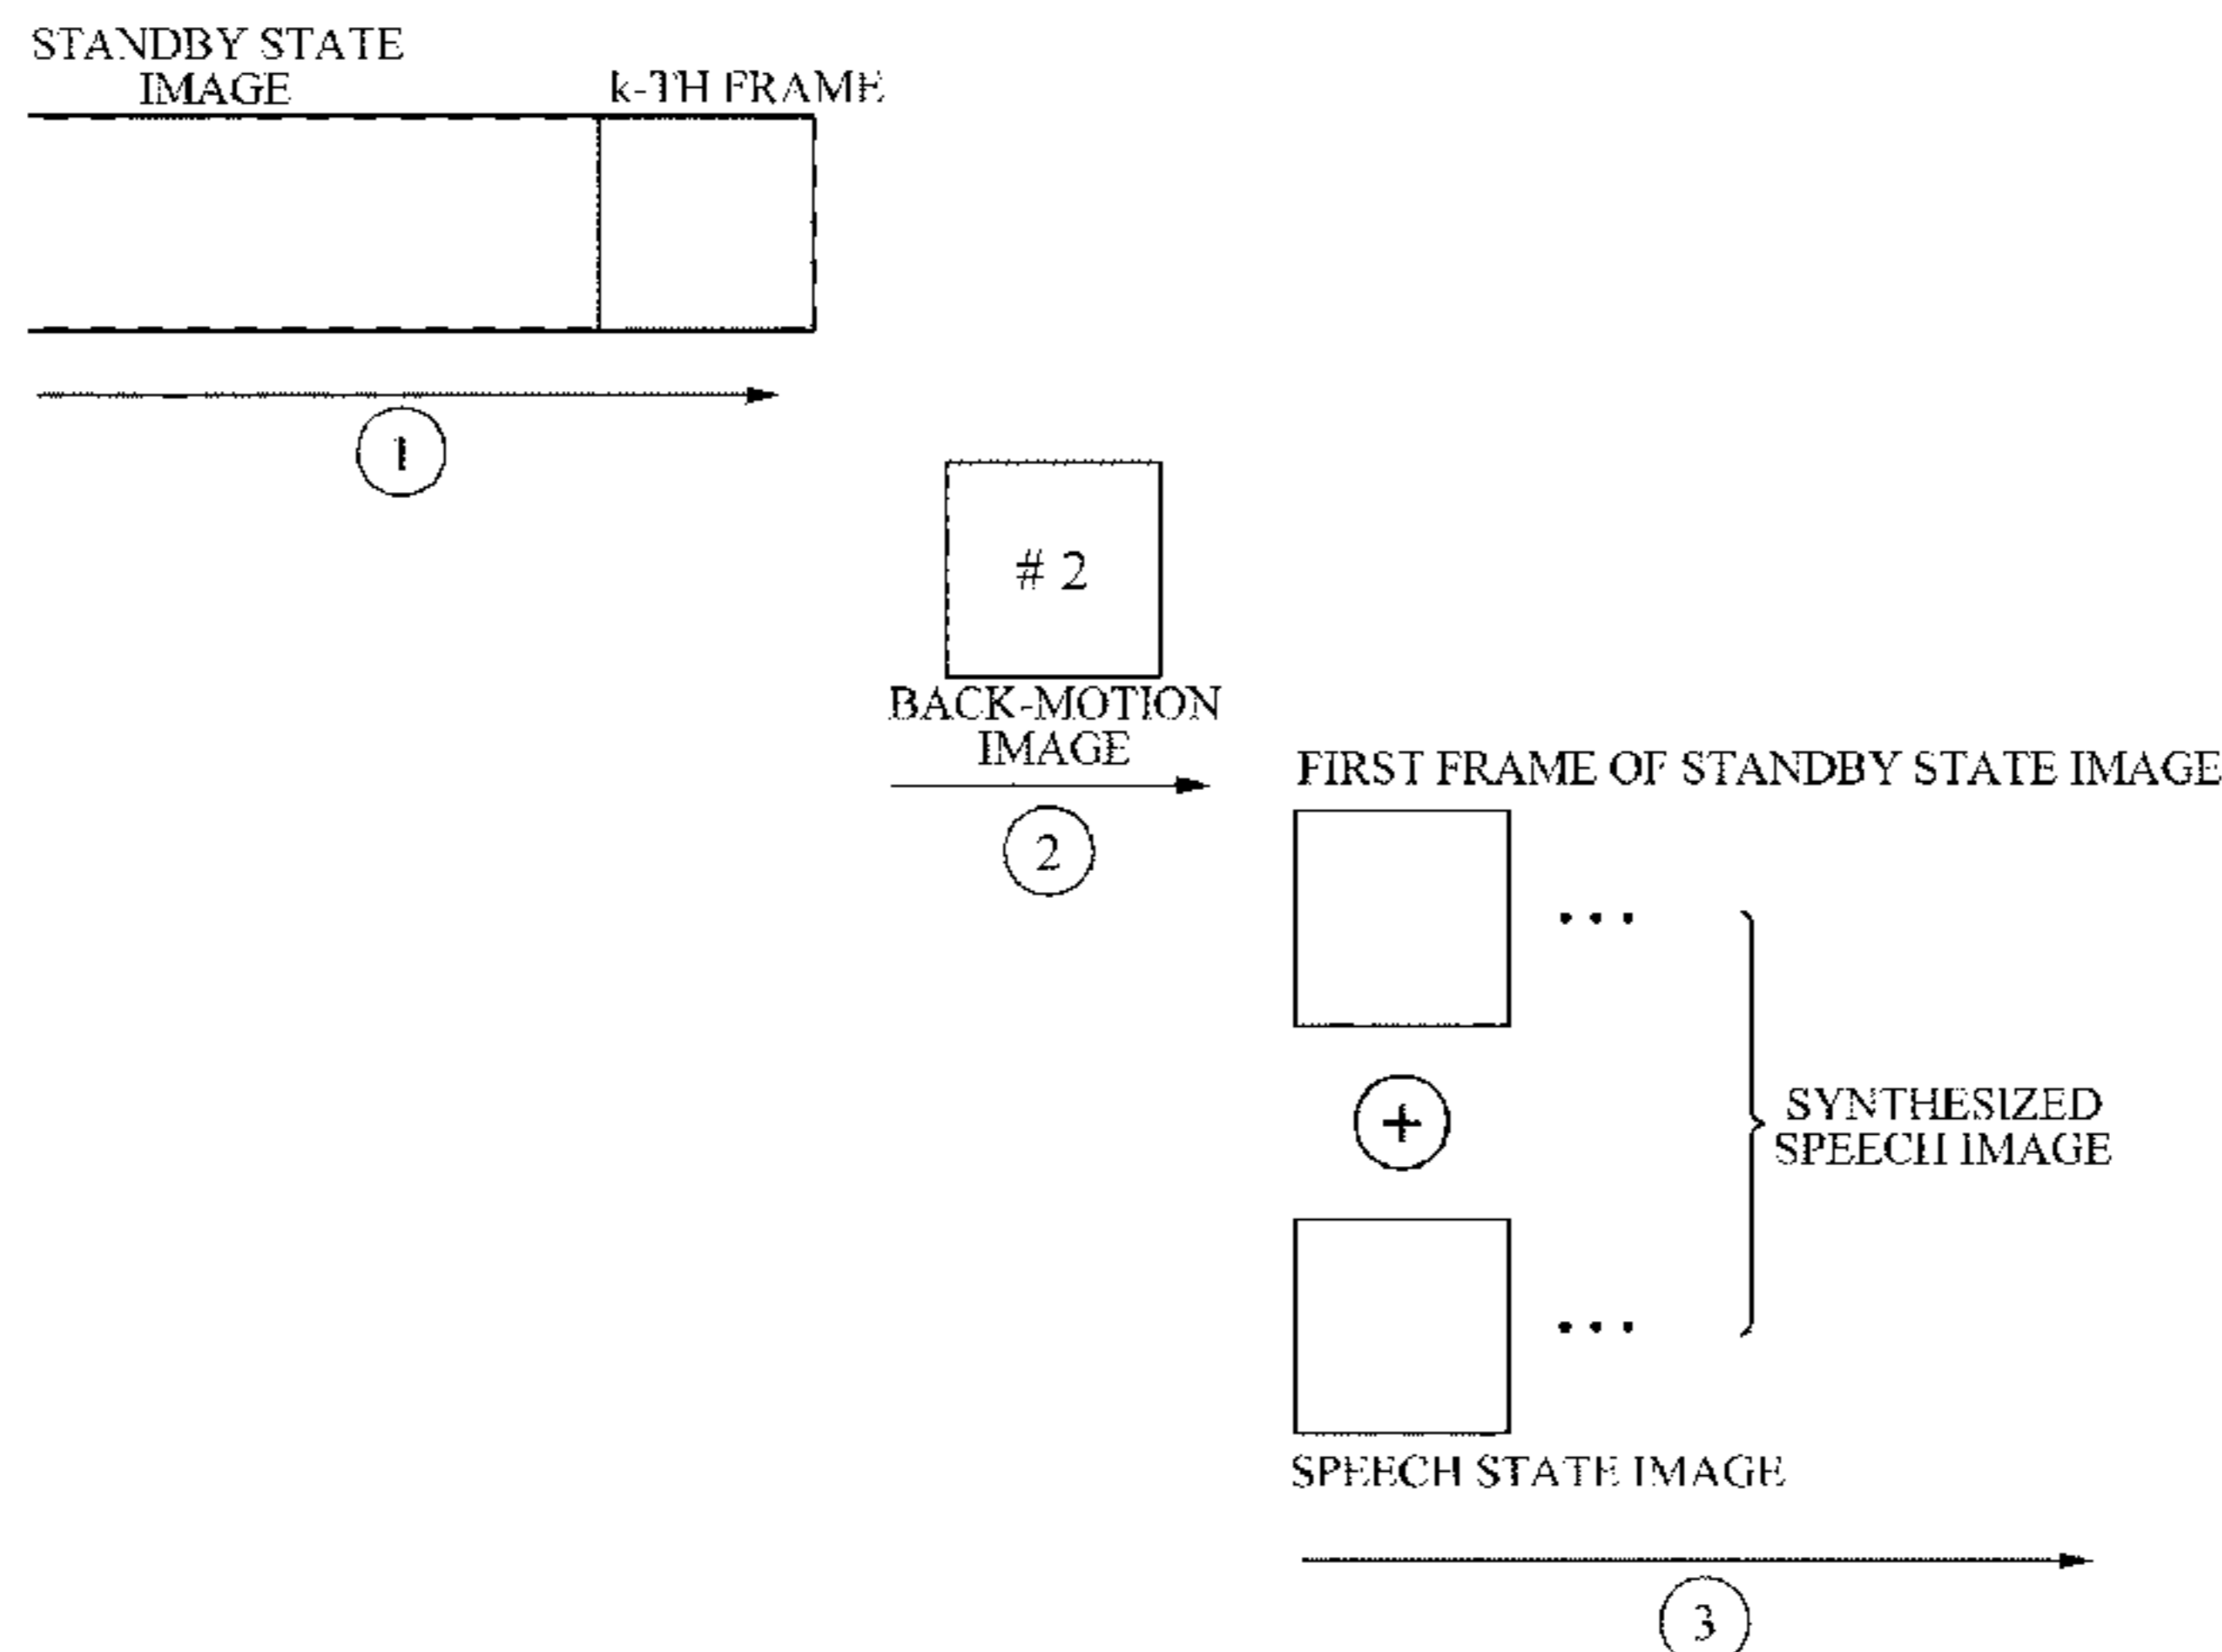 STANDBY STATE
IMAGE
k-TH FRAME
1
# 2
BACK-MOTION
IMAGE
2
FIRST FRAME OF STANDBY STATE IMAGE
...
+
SYNTHESIZED
SPEECH IMAGE
...
SPEECH STATE IMAGE
3